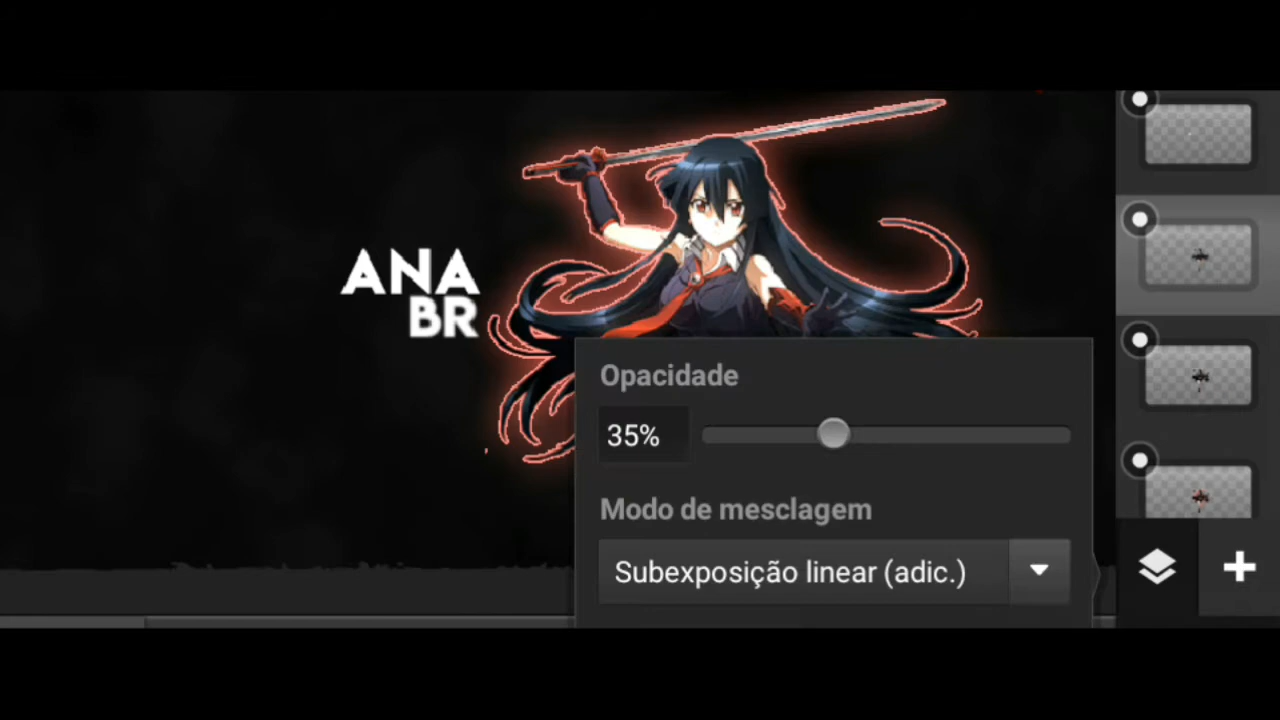 ANA
BR
Opacidade
35%
Modo de mesclagem
Subexposição linear (adic.)